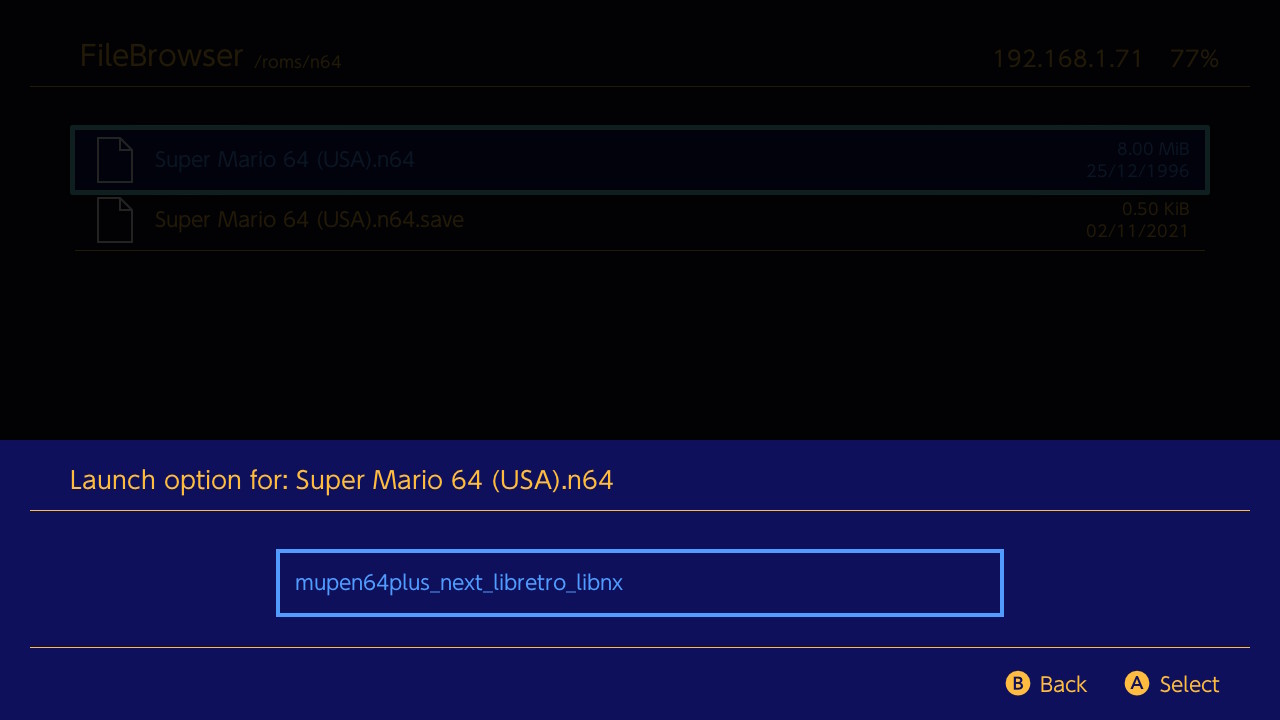 FileBrowser /roms/n64 192.168.1.71 77%
Super Mario 64 (USA).n64 8.00 MiB
25/12/1996
Super Mario 64 (USA).n64.save 0.50 KiB
02/11/2021
Launch option for: Super Mario 64 (USA).n64
mupen64plus_next_libretro_libnx
B Back A Select